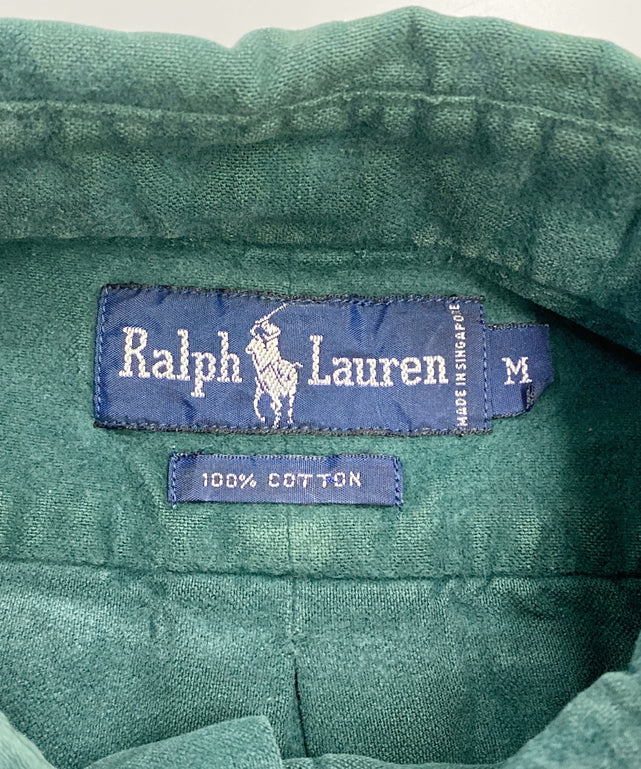 Ralph Lauren
MADE IN SINGAPORE
M
100% COTTON